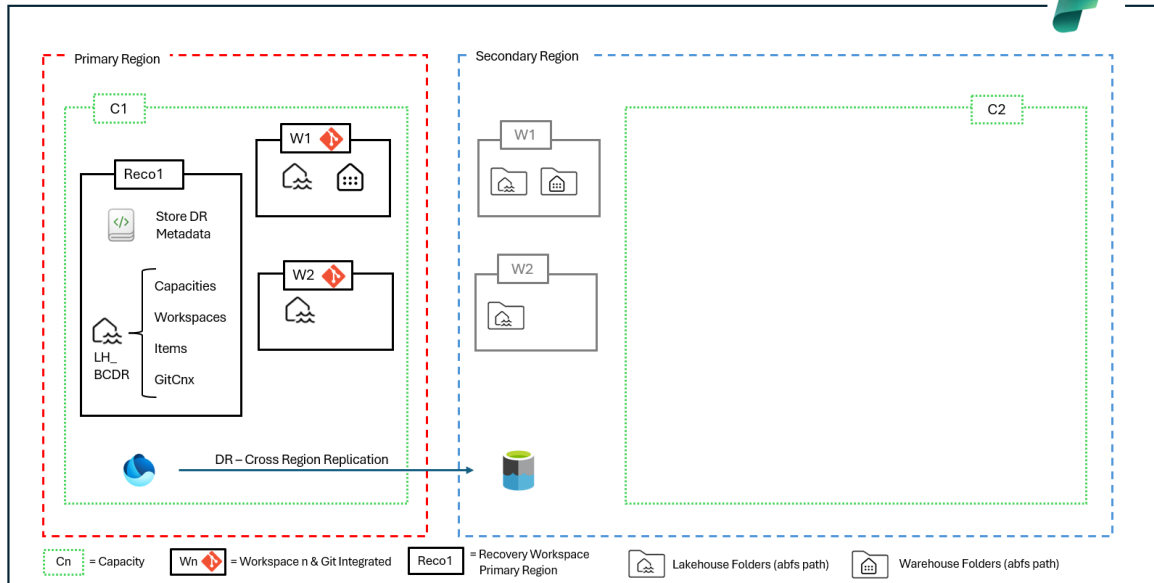 Primary Region
Secondary Region
C1
C2
W1
W1
Reco1
Store DR
Metadata
W2
W2
Capacities
Workspaces
Items
GitCnx
LH_
BCDR
DR – Cross Region Replication
Cn
= Capacity
Wn
= Workspace n & Git Integrated
Reco1
= Recovery Workspace
Primary Region
Lakehouse Folders (abfs path)
Warehouse Folders (abfs path)